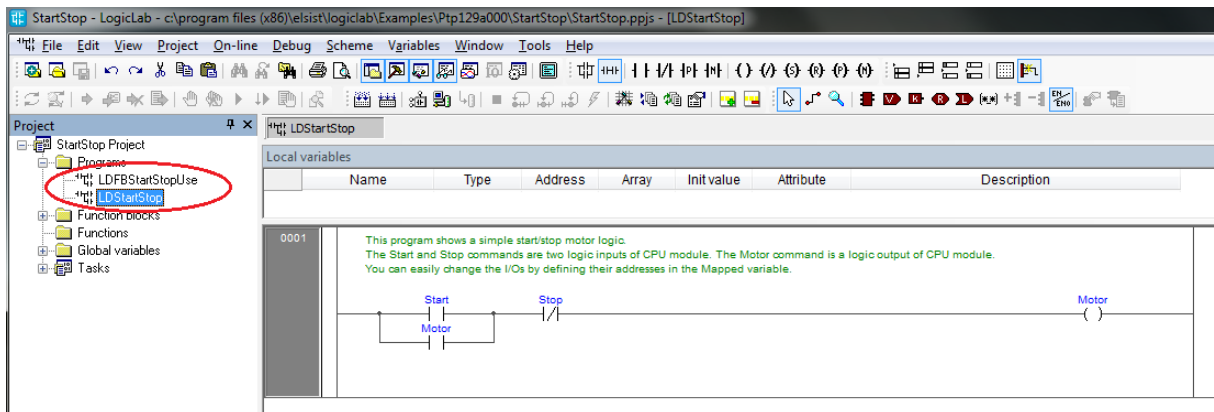 StartStop - LogicLab - c:\program files (x86)\elsist\logiclab\Examples\Ptp129a000\StartStop\StartStop.ppjs - [LDStartStop]
File Edit View Project On-line Debug Scheme Variables Window Tools Help
Project
LDStartStop
StartStop Project
Programs
LDFBStartStopUse
LDStartStop
Function blocks
Functions
Global variables
Tasks
Local variables
Name Type Address Array Init value Attribute Description
0001
This program shows a simple start/stop motor logic.
The Start and Stop commands are two logic inputs of CPU module. The Motor command is a logic output of CPU module.
You can easily change the I/Os by defining their addresses in the Mapped variable.
Start Stop Motor
Motor